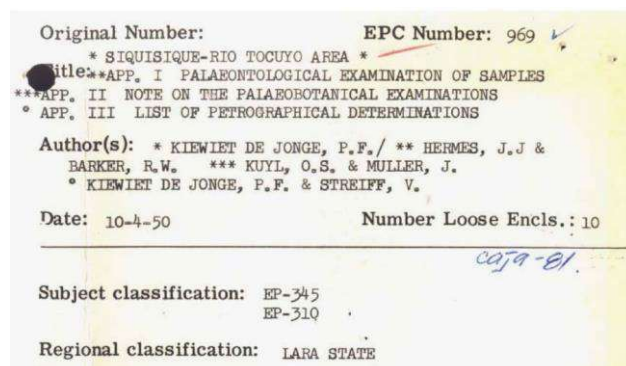 Original Number: EPC Number: 969 ✓
* SIQUISIQUE-RIO TOCUYO AREA *
Title: **APP. I PALAEONTOLOGICAL EXAMINATION OF SAMPLES
***APP. II NOTE ON THE PALAEOBOTANICAL EXAMINATIONS
° APP. III LIST OF PETROGRAPHICAL DETERMINATIONS
Author(s): * KIEWIET DE JONGE, P.F./ ** HERMES, J.J &
BARKER, R.W. *** KUYL, O.S. & MULLER, J.
° KIEWIET DE JONGE, P.F. & STREIFF, V.
Date: 10-4-50 Number Loose Encls.: 10
caja-81.
Subject classification: EP-345
EP-310
Regional classification: LARA STATE